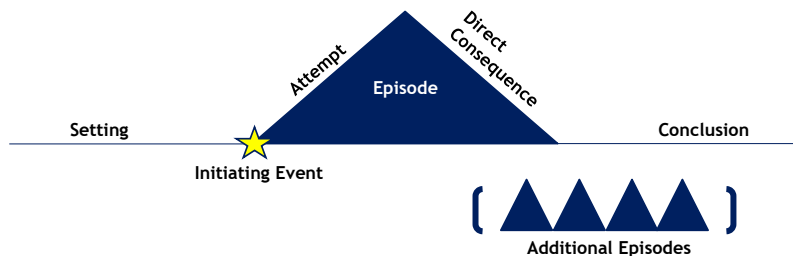 Setting
Initiating Event
Attempt
Episode
Direct
Consequence
Conclusion
Additional Episodes